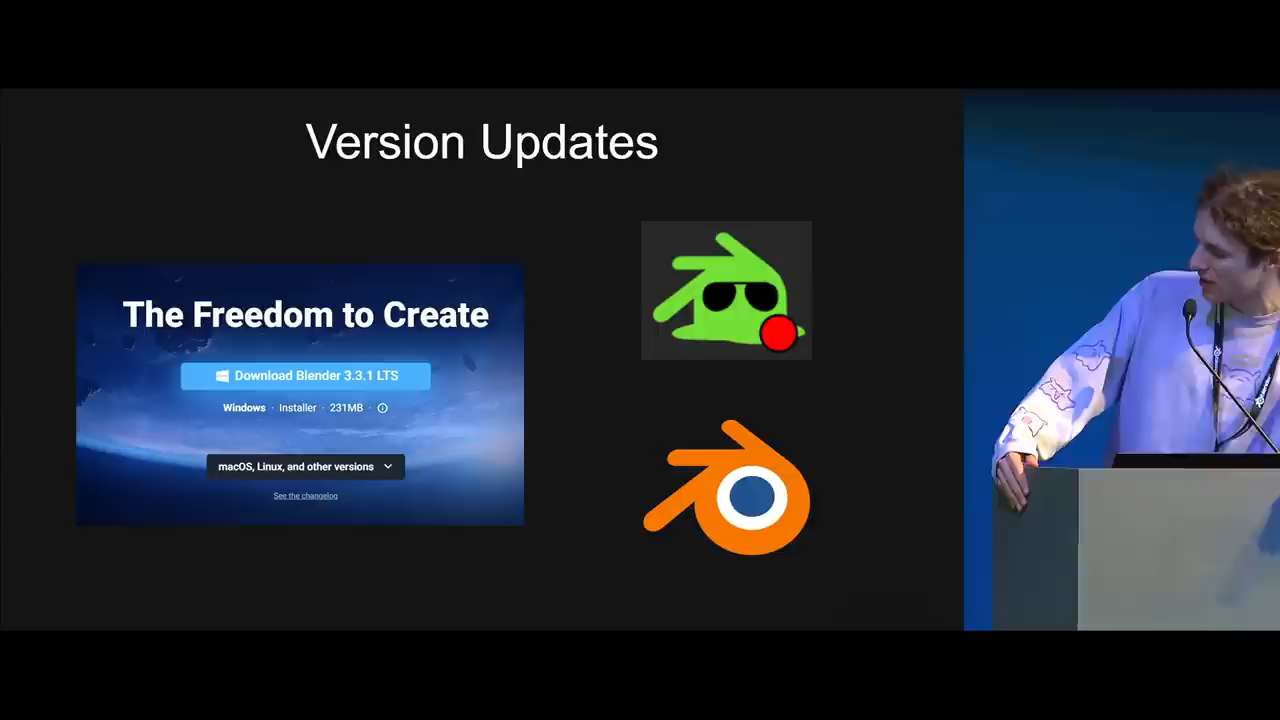 Version Updates
The Freedom to Create
Download Blender 3.3.1 LTS
Windows · Installer · 231MB ·
macOS, Linux, and other versions
See the changelog